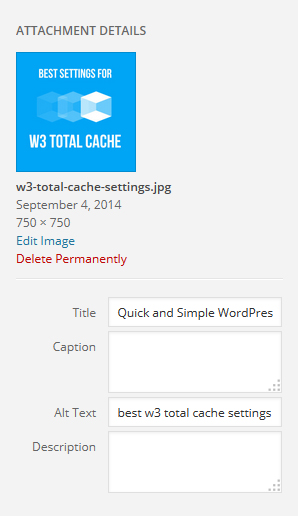 ATTACHMENT DETAILS
BEST SETTINGS FOR
W3 TOTAL CACHE
w3-total-cache-settings.jpg
September 4, 2014
750 × 750
Edit Image
Delete Permanently
Title Quick and Simple WordPres
Caption
Alt Text best w3 total cache settings
Description